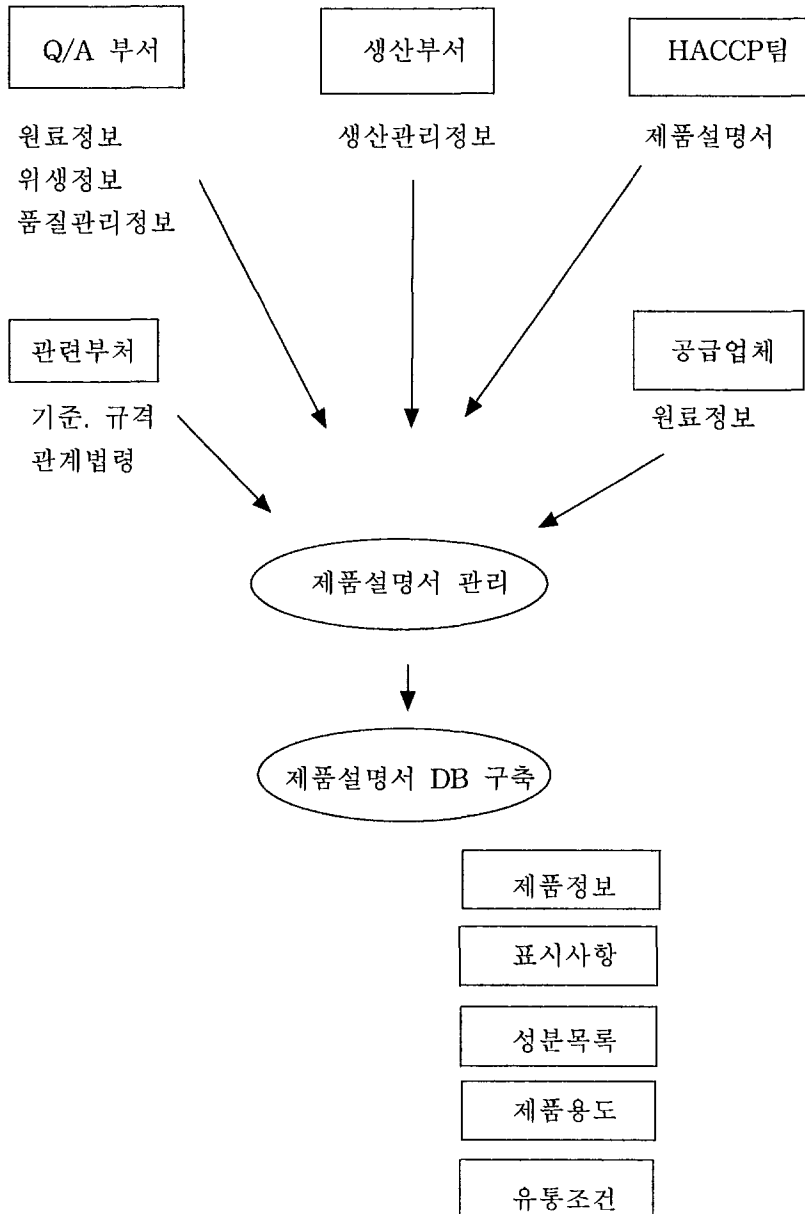 Q/A 부서
생산부서
HACCP팀
원료정보
위생정보
품질관리정보
생산관리정보
제품설명서
관련부처
공급업체
기준. 규격
관계법령
원료정보
제품설명서 관리
제품설명서 DB 구축
제품정보
표시사항
성분목록
제품용도
유통조건